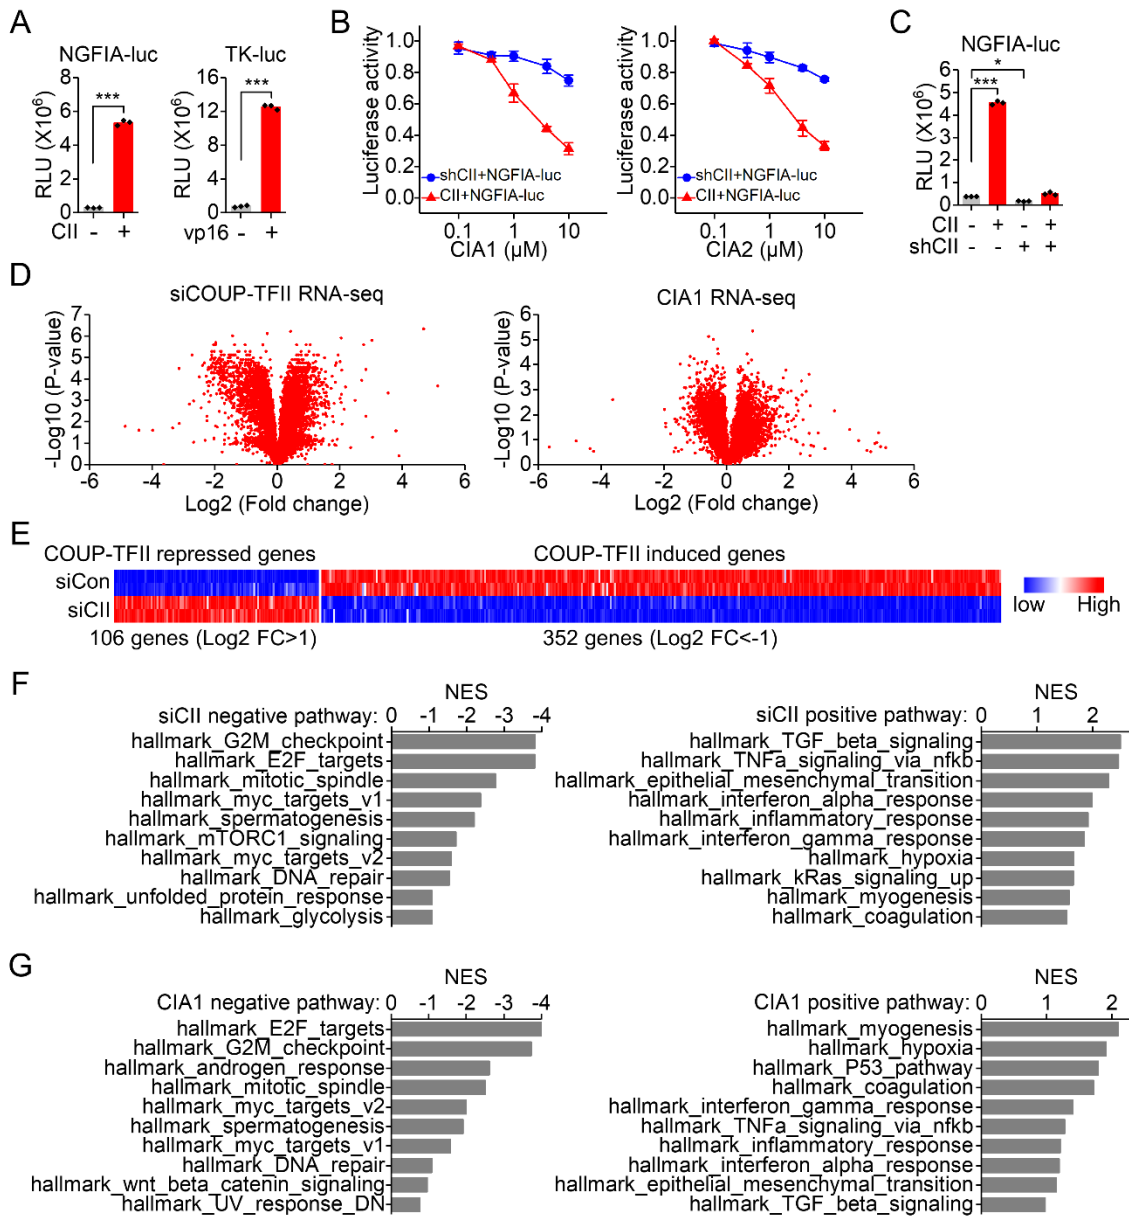 A
NGFIA-luc
TK-luc
***
***
RLU (X10⁶)
8
6
4
2
0
RLU (X10⁶)
15
12
9
6
3
0
CII - +
vp16 - +
B
Luciferase activity
1.0
0.8
0.6
0.4
0.2
0.0
shCII+NGFIA-luc
CII+NGFIA-luc
0.1 1 10
CIA1 (µM)
Luciferase activity
1.0
0.8
0.6
0.4
0.2
0.0
shCII+NGFIA-luc
CII+NGFIA-luc
0.1 1 10
CIA2 (µM)
C
NGFIA-luc
*
***
RLU (X10⁶)
6
5
4
3
2
1
0
CII - + - +
shCII - - + +
D
siCOUP-TFII RNA-seq
-Log10 (P-value)
7
6
5
4
3
2
1
0
-6 -4 -2 0 2 4 6
Log2 (Fold change)
CIA1 RNA-seq
-Log10 (P-value)
6
5
4
3
2
1
0
-6 -4 -2 0 2 4 6
Log2 (Fold change)
E
COUP-TFII repressed genes
COUP-TFII induced genes
siCon
siCII
106 genes (Log2 FC>1)
352 genes (Log2 FC<-1)
low High
F
NES
siCII negative pathway: 0 -1 -2 -3 -4
hallmark_G2M_checkpoint
hallmark_E2F_targets
hallmark_mitotic spindle
hallmark_myc_targets_v1
hallmark_spermatogenesis
hallmark_mTORC1_signaling
hallmark_myc_targets_v2
hallmark_DNA_repair
hallmark_unfolded_protein_response
hallmark_glycolysis
NES
siCII positive pathway: 0 1 2
hallmark_TGF_beta_signaling
hallmark_TNFa_signaling_via_nfkb
hallmark_epithelial_mesenchymal_transition
hallmark_interferon_alpha_response
hallmark_inflammatory_response
hallmark_interferon_gamma_response
hallmark_hypoxia
hallmark_kRas_signaling_up
hallmark_myogenesis
hallmark_coagulation
G
NES
CIA1 negative pathway: 0 -1 -2 -3 -4
hallmark_E2F_targets
hallmark_G2M_checkpoint
hallmark_androgen_response
hallmark_mitotic_spindle
hallmark_myc_targets_v2
hallmark_spermatogenesis
hallmark_myc_targets_v1
hallmark_DNA_repair
hallmark_wnt_beta_catenin_signaling
hallmark_UV_response_DN
NES
CIA1 positive pathway: 0 1 2
hallmark_myogenesis
hallmark_hypoxia
hallmark_P53_pathway
hallmark_coagulation
hallmark_interferon_gamma_response
hallmark_TNFa_signaling_via_nfkb
hallmark_inflammatory_response
hallmark_interferon_alpha_response
hallmark_epithelial_mesenchymal_transition
hallmark_TGF_beta_signaling